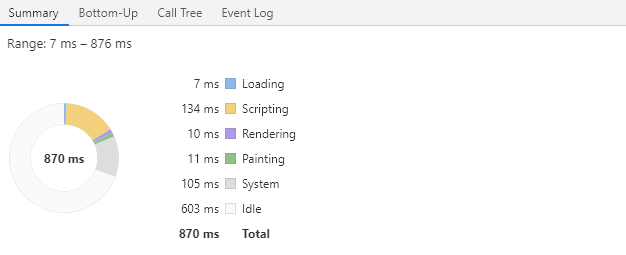 Summary Bottom-Up Call Tree Event Log
Range: 7 ms – 876 ms
7 ms Loading
134 ms Scripting
10 ms Rendering
870 ms
11 ms Painting
105 ms System
603 ms Idle
870 ms Total